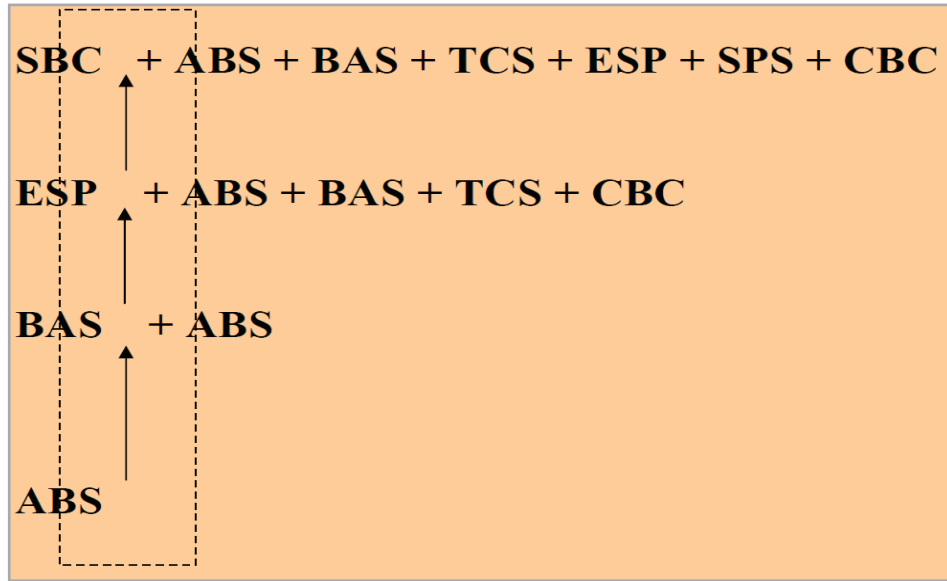 SBC + ABS + BAS + TCS + ESP + SPS + CBC
ESP + ABS + BAS + TCS + CBC
BAS + ABS
ABS